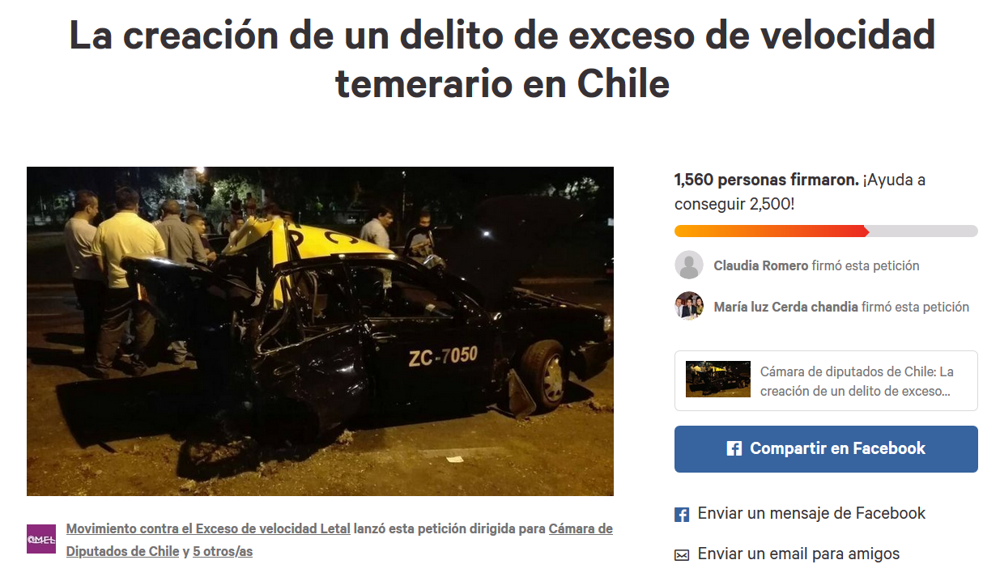 La creación de un delito de exceso de velocidad
temerario en Chile
ZC-7050
Movimiento contra el Exceso de velocidad Letal lanzó esta petición dirigida para Cámara de
Diputados de Chile y 5 otros/as
1,560 personas firmaron. ¡Ayuda a
conseguir 2,500!
Claudia Romero firmó esta petición
María luz Cerda chandia firmó esta petición
Cámara de diputados de Chile: La
creación de un delito de exceso...
Compartir en Facebook
Enviar un mensaje de Facebook
Enviar un email para amigos